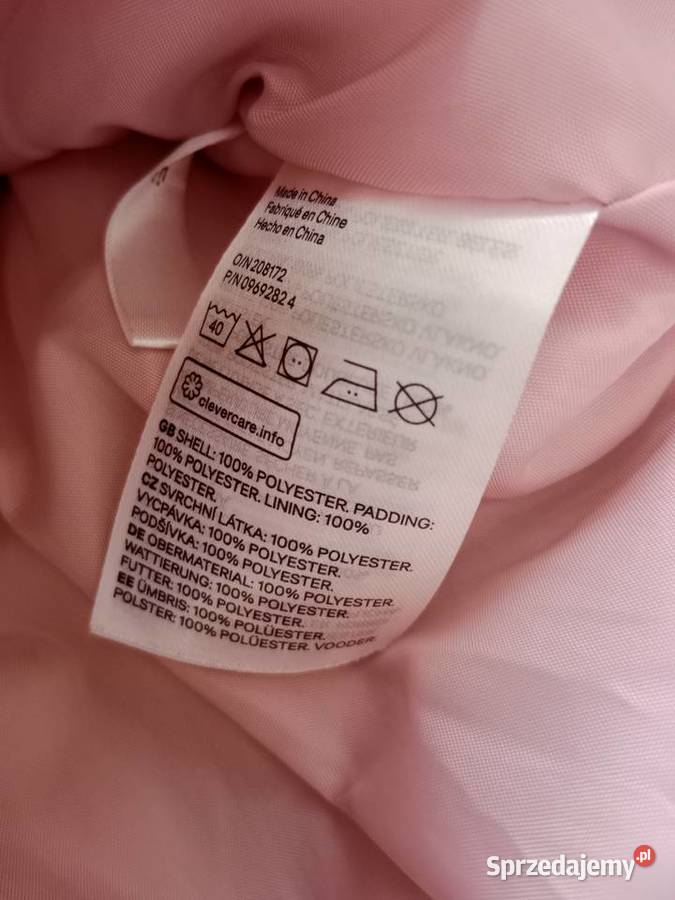 Made in China
Fabriqué en Chine
Hecho en China
O/N 208172
P/N 0969282 4
40
clevercare.info
GB SHELL: 100% POLYESTER. PADDING:
100% POLYESTER. LINING: 100%
POLYESTER.
CZ SVRCHNÍ LÁTKA: 100% POLYESTER.
VYCPÁVKA: 100% POLYESTER.
PODŠÍVKA: 100% POLYESTER.
DE OBERMATERIAL: 100% POLYESTER.
WATTIERUNG: 100% POLYESTER.
FUTTER: 100% POLYESTER.
EE ÜMBRIS: 100% POLÜESTER.
POLSTER: 100% POLÜESTER. VOODER:
Sprzedajemy.pl